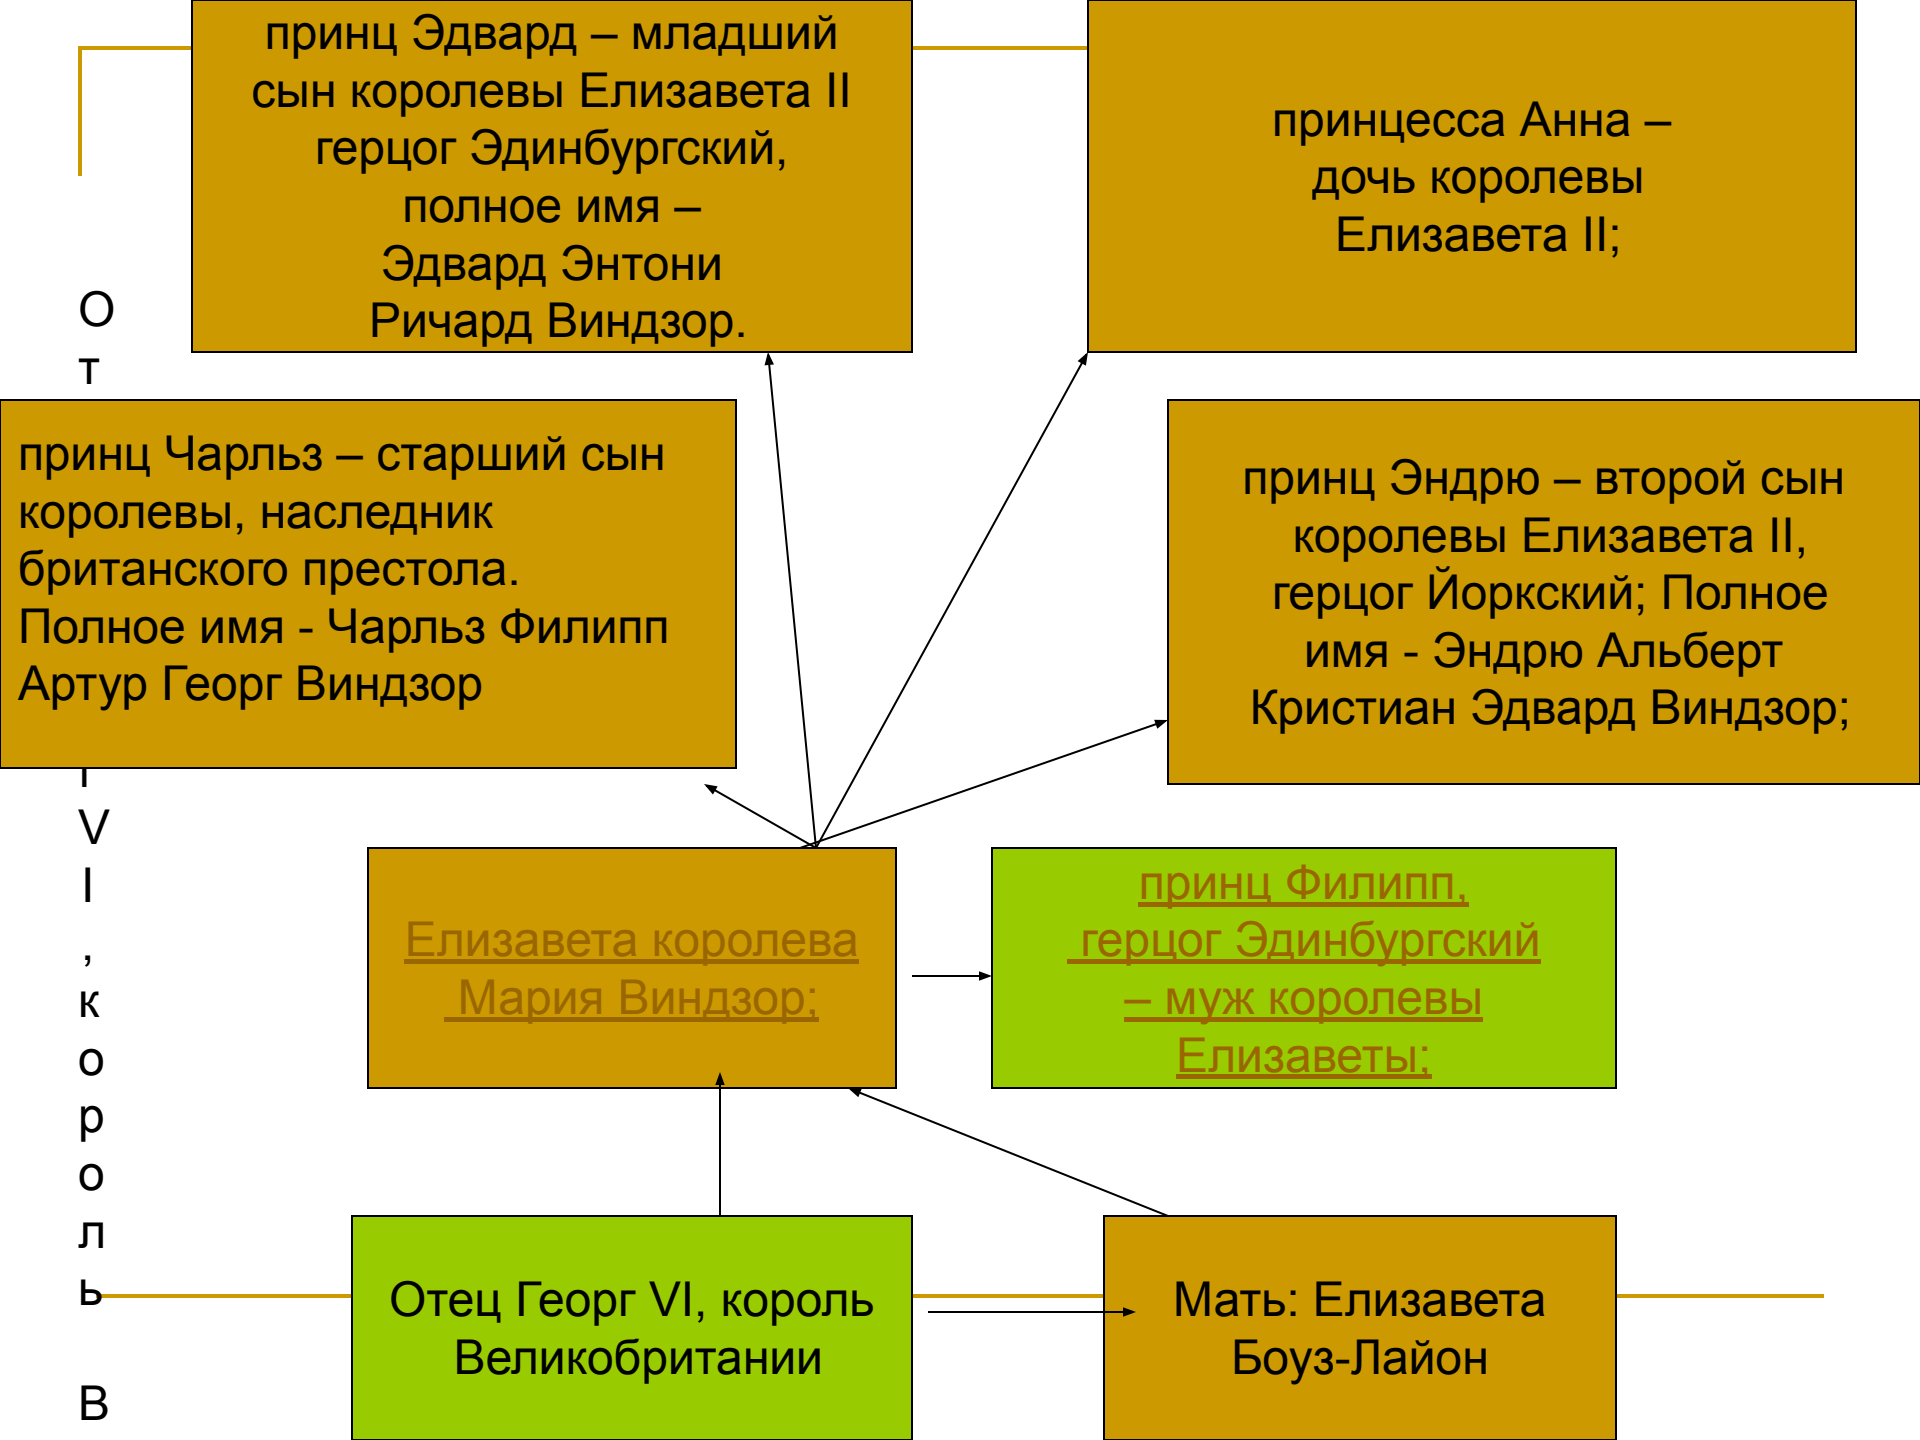 принц Эдвард – младший
сын королевы Елизавета II
герцог Эдинбургский,
полное имя –
Эдвард Энтони
Ричард Виндзор.
принцесса Анна –
дочь королевы
Елизавета II;
О
т
принц Чарльз – старший сын
королевы, наследник
британского престола.
Полное имя - Чарльз Филипп
Артур Георг Виндзор
принц Эндрю – второй сын
королевы Елизавета II,
герцог Йоркский; Полное
имя - Эндрю Альберт
Кристиан Эдвард Виндзор;
V
I
,
к
о
р
о
л
ь
В
Елизавета королева
Мария Виндзор;
принц Филипп,
герцог Эдинбургский
– муж королевы
Елизаветы;
Отец Георг VI, король
Великобритании
Мать: Елизавета
Боуз-Лайон